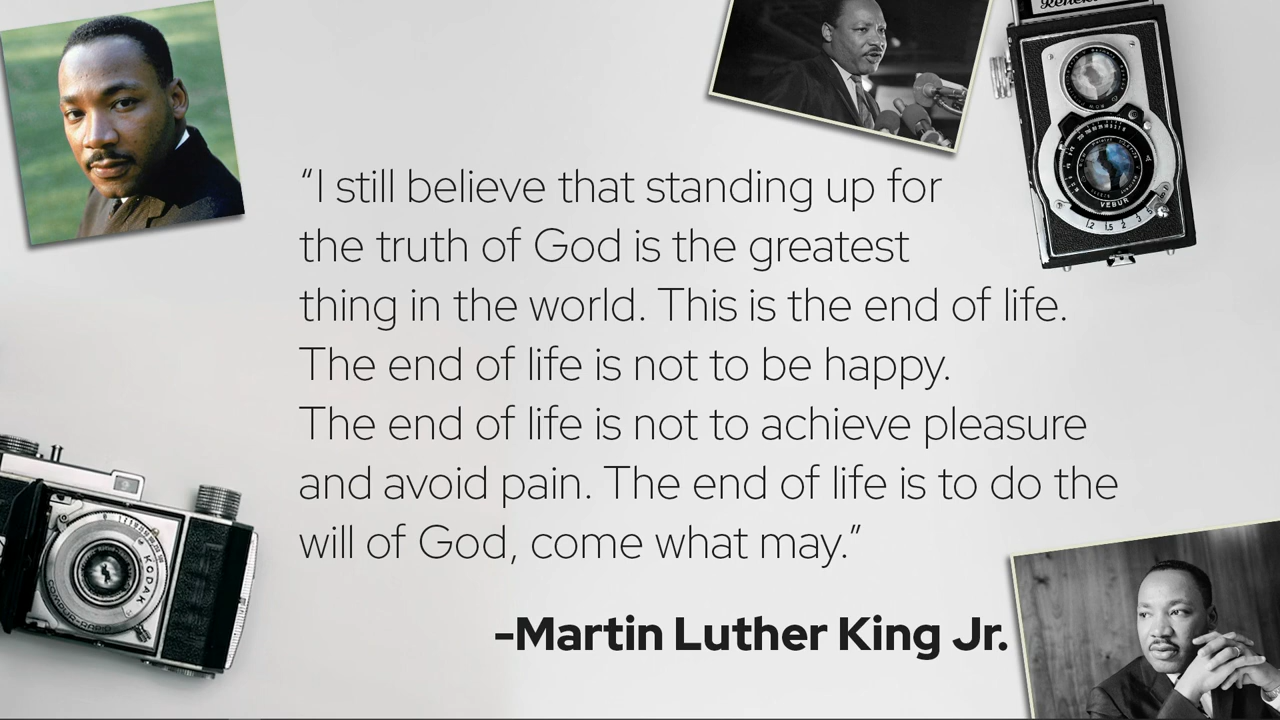 “I still believe that standing up for
the truth of God is the greatest
thing in the world. This is the end of life.
The end of life is not to be happy.
The end of life is not to achieve pleasure
and avoid pain. The end of life is to do the
will of God, come what may.”
-Martin Luther King Jr.
VEBUR
KODAK